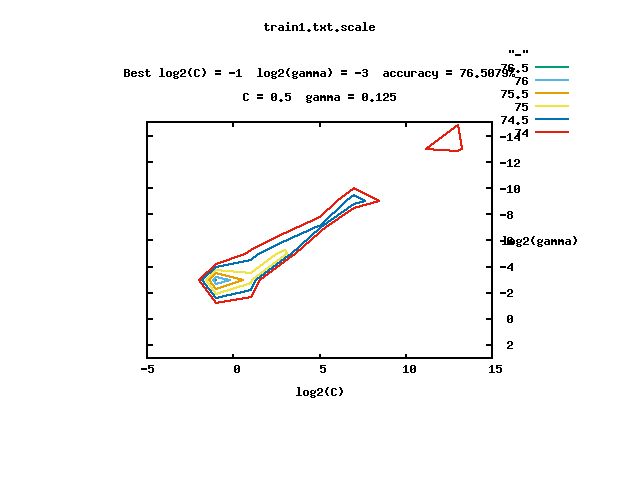 train1.txt.scale
"-"
Best log2(C) = -1  log2(gamma) = -3  accuracy = 76.5079%
76.5
76
C = 0.5  gamma = 0.125
75.5
75
74.5
74
-14
-12
-10
-8
-6
log2(gamma)
-4
-2
0
2
-5 0 5 10 15
log2(C)